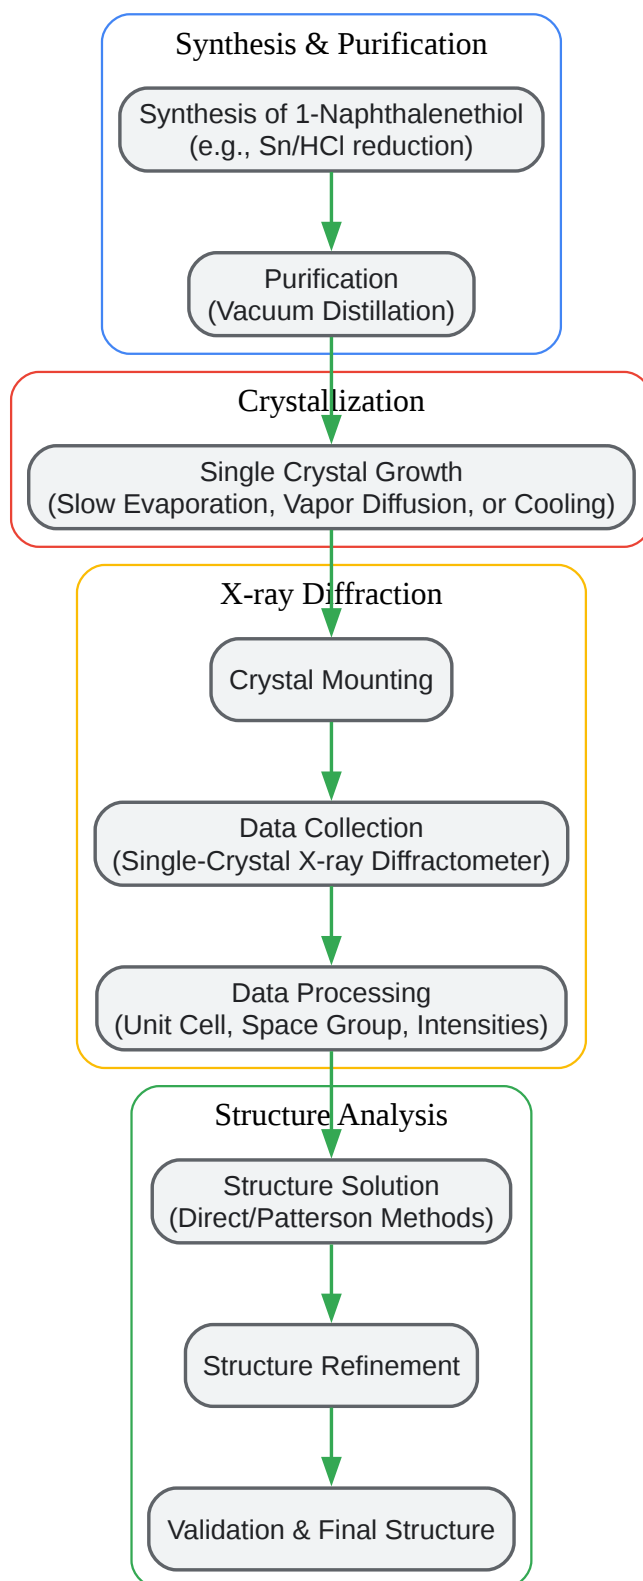 Synthesis & Purification
Synthesis of 1-Naphthalenethiol
(e.g., Sn/HCl reduction)
Purification
(Vacuum Distillation)
Crystallization
Single Crystal Growth
(Slow Evaporation, Vapor Diffusion, or Cooling)
X-ray Diffraction
Crystal Mounting
Data Collection
(Single-Crystal X-ray Diffractometer)
Data Processing
(Unit Cell, Space Group, Intensities)
Structure Analysis
Structure Solution
(Direct/Patterson Methods)
Structure Refinement
Validation & Final Structure